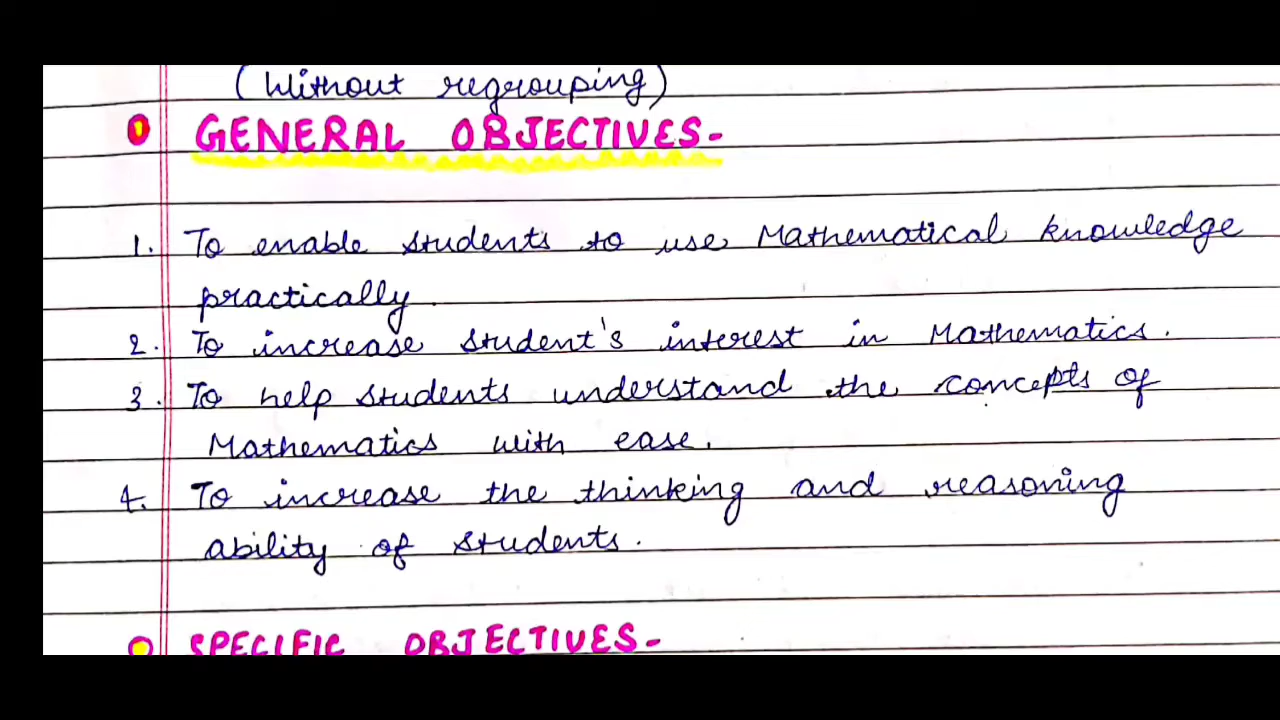 (Without regrouping)
GENERAL OBJECTIVES-
1. To enable students to use Mathematical knowledge
practically.
2. To increase student's interest in Mathematics.
3. To help students understand the concepts of
Mathematics with ease.
4. To increase the thinking and reasoning
ability of students.
SPECIFIC OBJECTIVES-